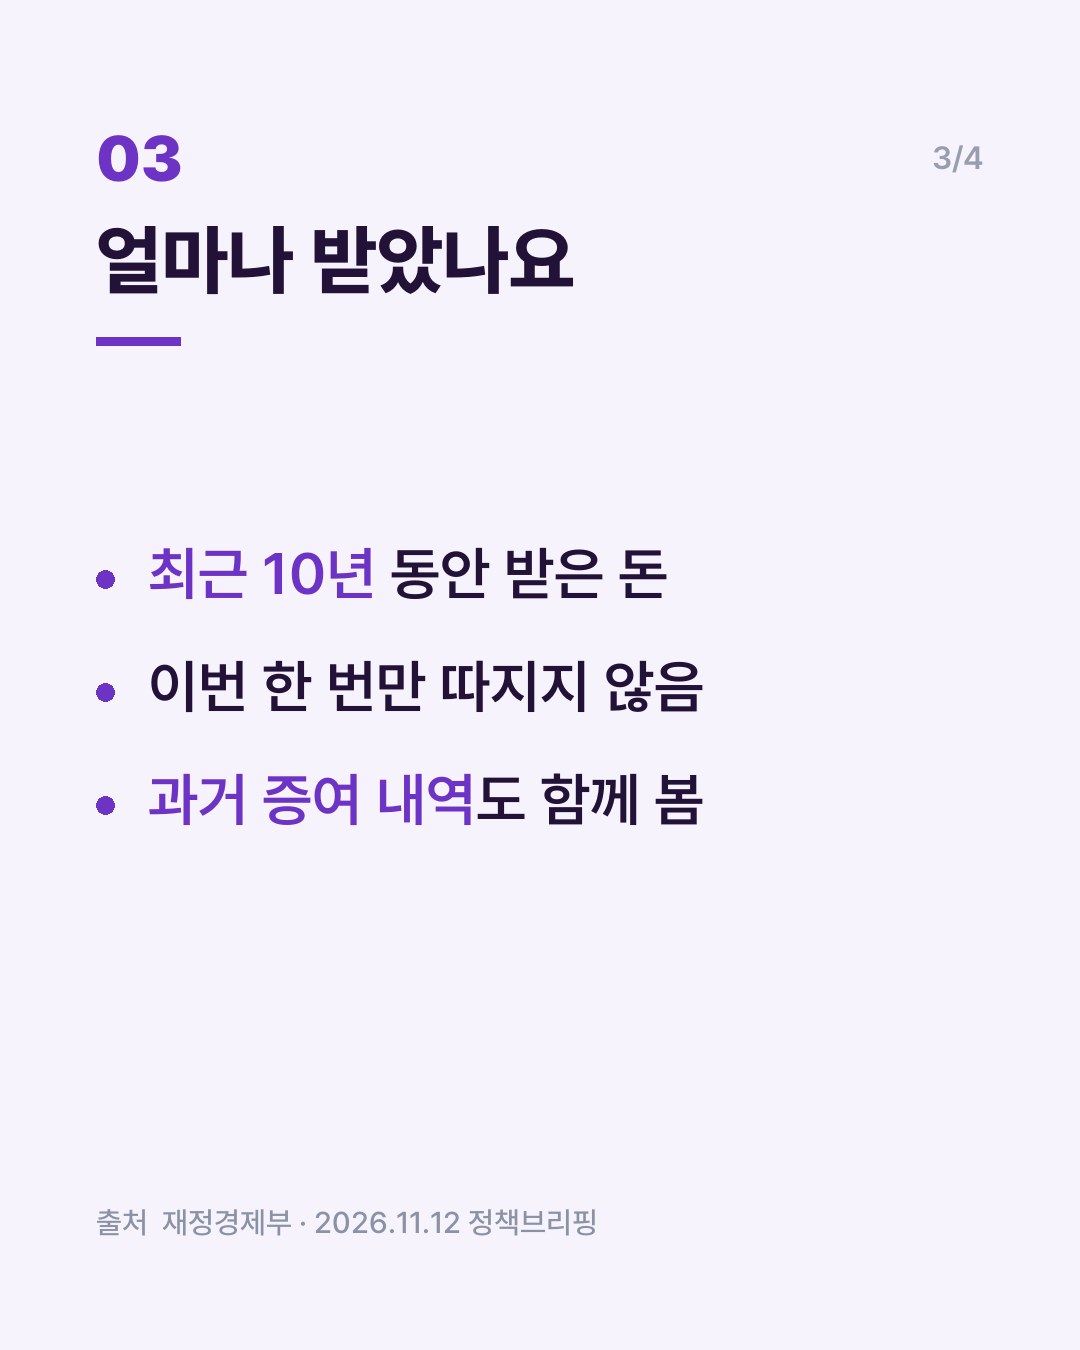 03
3/4
얼마나 받았나요
• 최근 10년 동안 받은 돈
• 이번 한 번만 따지지 않음
• 과거 증여 내역도 함께 봄
출처 재정경제부 · 2026.11.12 정책브리핑